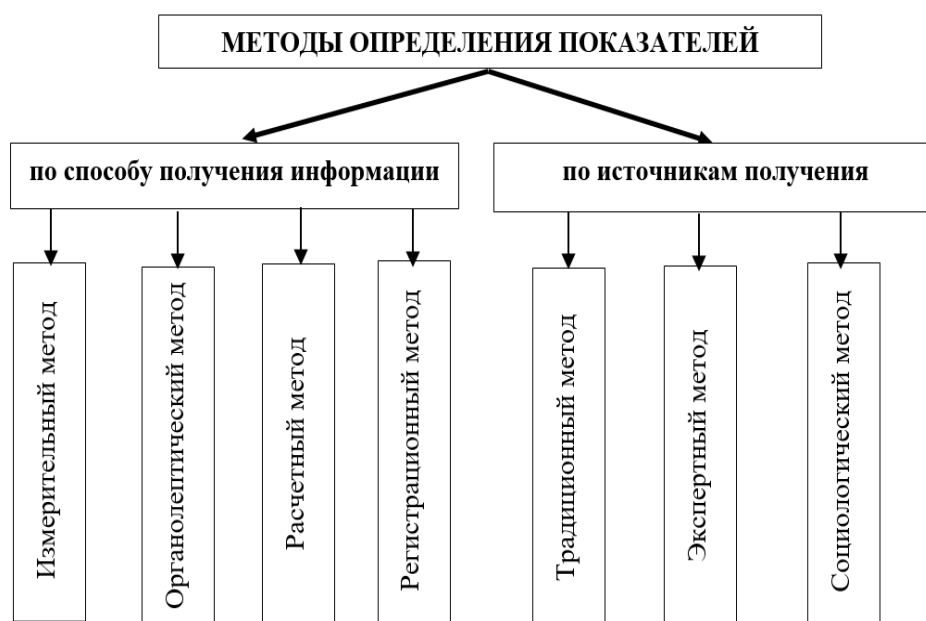 МЕТОДЫ ОПРЕДЕЛЕНИЯ ПОКАЗАТЕЛЕЙ
по способу получения информации
по источникам получения
Измерительный метод
Органолептический метод
Расчетный метод
Регистрационный метод
Традиционный метод
Экспертный метод
Социологический метод